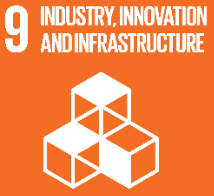 9 INDUSTRY, INNOVATION
AND INFRASTRUCTURE